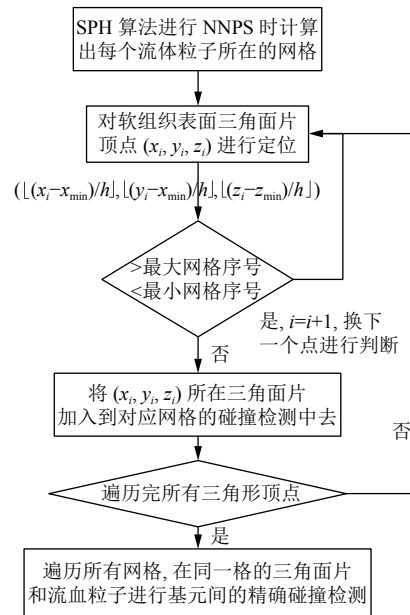 SPH 算法进行 NNPS 时计算
出每个流体粒子所在的网格
对软组织表面三角面片
顶点 (xᵢ, yᵢ, zᵢ) 进行定位
(⌊(xᵢ−x_min)/h⌋,⌊(yᵢ−x_min)/h⌋,⌊(zᵢ−z_min)/h⌋)
>最大网格序号
<最小网格序号
是, i=i+1, 换下
一个点进行判断
否
将 (xᵢ, yᵢ, zᵢ) 所在三角面片
加入到对应网格的碰撞检测中去
否
遍历完所有三角形顶点
是
遍历所有网格, 在同一格的三角面片
和流血粒子进行基元间的精确碰撞检测